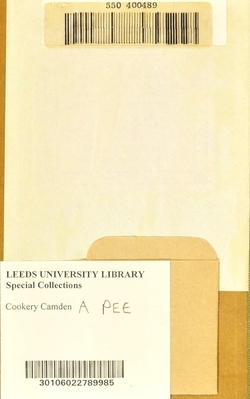 550 400489
LEEDS UNIVERSITY LIBRARY
Special Collections
Cookery Camden A PEE
30106022789985